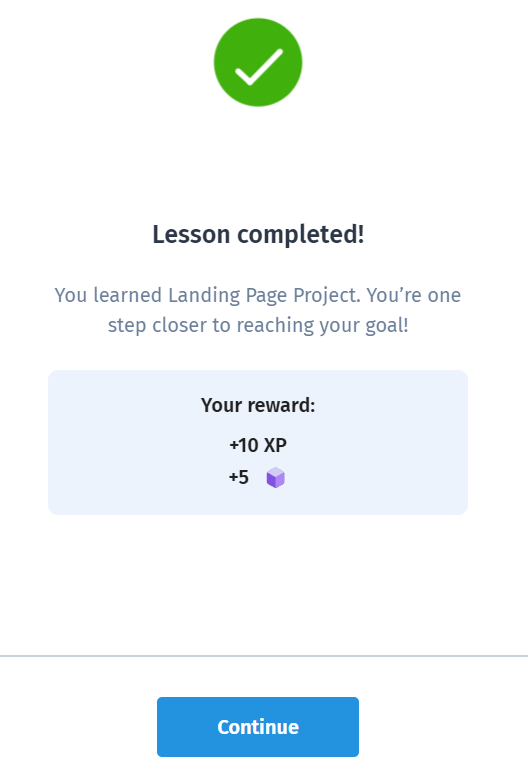 Lesson completed!
You learned Landing Page Project. You’re one
step closer to reaching your goal!
Your reward:
+10 XP
+5
Continue